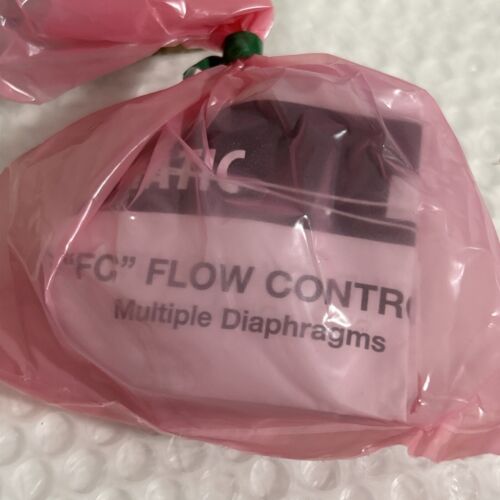 "FC" FLOW CONTR
Multiple Diaphragms